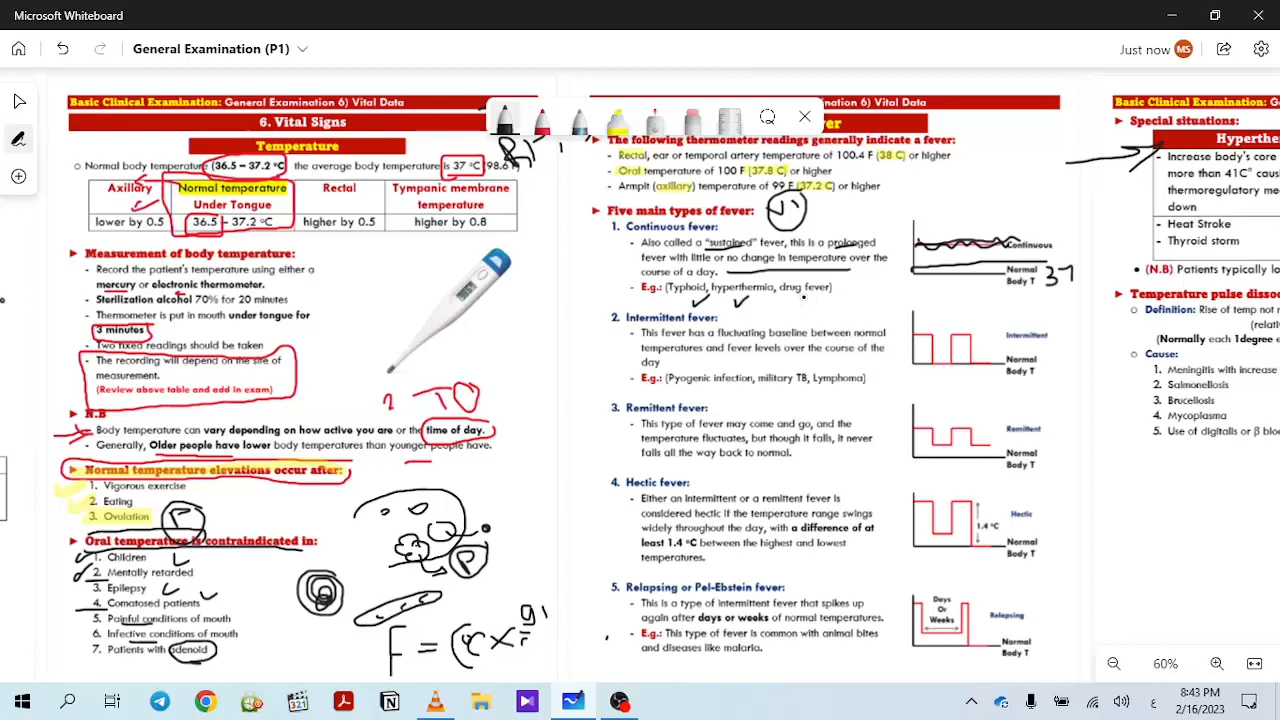 Microsoft Whiteboard
General Examination (P1)
Just now MS
Basic Clinical Examination: General Examination 6) Vital Data
6. Vital Signs
Temperature
Normal body temperature (36.5 – 37.2 °C the average body temperature is 37 °C (98.6 F)
Axillary Normal temperature Under Tongue Rectal Tympanic membrane temperature
lower by 0.5 36.5 – 37.2 °C higher by 0.5 higher by 0.8
Measurement of body temperature:
- Record the patient's temperature using either a
mercury or electronic thermometer.
- Sterilization alcohol 70% for 20 minutes
- Thermometer is put in mouth under tongue for
3 minutes
- Two fixed readings should be taken
- The recording will depend on the site of
measurement.
(Review above table and add in exam)
N.B
- Body temperature can vary depending on how active you are or the time of day.
- Generally, Older people have lower body temperatures than younger people have.
Normal temperature elevations occur after:
1. Vigorous exercise
2. Eating
3. Ovulation
P
Oral temperature is contraindicated in:
1. Children
2. Mentally retarded
3. Epilepsy
4. Comatosed patients
5. Painful conditions of mouth
6. Infective conditions of mouth
7. Patients with adenoid
P
F = (
nination 6) Vital Data
ver
The following thermometer readings generally indicate a fever:
- Rectal, ear or temporal artery temperature of 100.4 F (38 C) or higher
- Oral temperature of 100 F (37.8 C) or higher
- Armpit (axillary) temperature of 99 F (37.2 C) or higher
Five main types of fever:
1. Continuous fever:
- Also called a “sustained” fever, this is a prolonged
fever with little or no change in temperature over the
course of a day.
- E.g.: (Typhoid, hyperthermia, drug fever)
Continuous
Normal
Body T
37
2. Intermittent fever:
- This fever has a fluctuating baseline between normal
temperatures and fever levels over the course of the
day
- E.g.: (Pyogenic infection, military TB, Lymphoma)
Intermittent
Normal
Body T
3. Remittent fever:
- This type of fever may come and go, and the
temperature fluctuates, but though it falls, it never
falls all the way back to normal.
Remittent
Normal
Body T
4. Hectic fever:
- Either an intermittent or a remittent fever is
considered hectic if the temperature range swings
widely throughout the day, with a difference of at
least 1.4 °C between the highest and lowest
temperatures.
Hectic
1.4 °C
Normal
Body T
5. Relapsing or Pel-Ebstein fever:
- This is a type of intermittent fever that spikes up
again after days or weeks of normal temperatures.
- E.g.: This type of fever is common with animal bites
and diseases like malaria.
Days
Or
Weeks
Relapsing
Normal
Body T
Basic Clinical Examination: Ge
Special situations:
Hyperthe
- Increase body's core
more than 41C° causes
thermoregulatory me
down
- Heat Stroke
- Thyroid storm
(N.B) Patients typically lo
Temperature pulse disso
Definition: Rise of temp not r
(relati
(Normally each 1degree e
Cause:
1. Meningitis with increase
2. Salmonellosis
3. Brucellosis
4. Mycoplasma
5. Use of digitalis or β bloc
60%
321
8:43 PM
2/16/2023